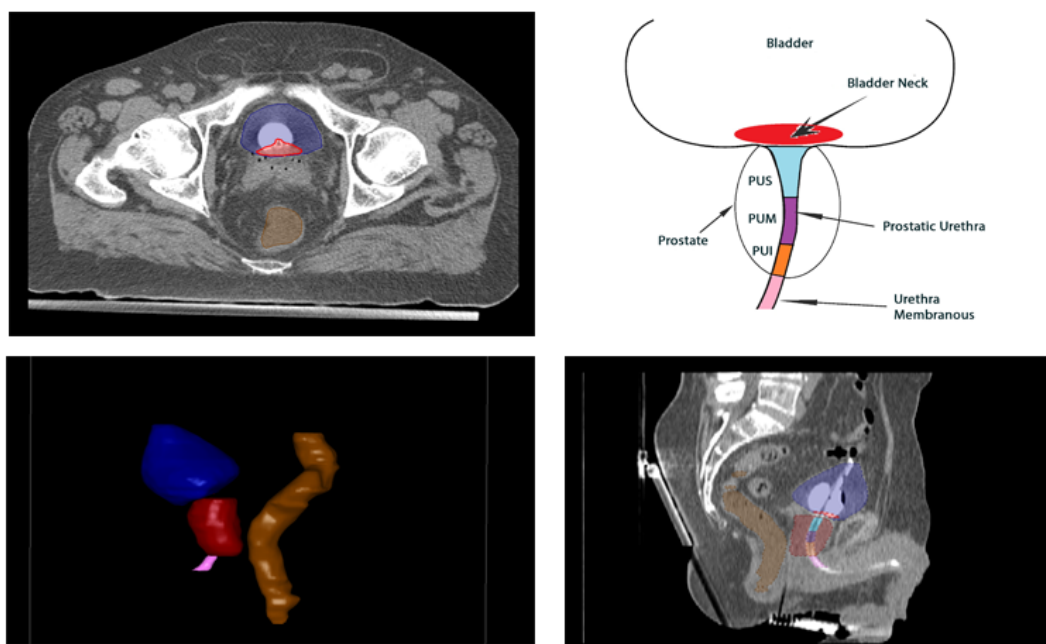 Bladder
Bladder Neck
PUS
PUM
Prostatic Urethra
Prostate
PUI
Urethra
Membranous